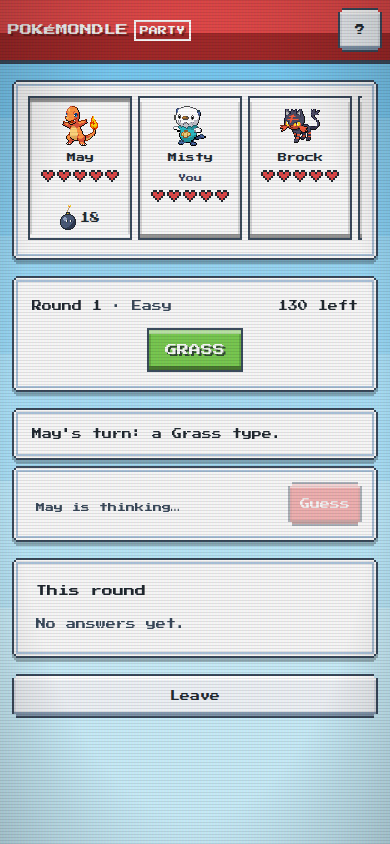 POKéMONDLE PARTY ?
May
Misty
You
Brock
18
Round 1 · Easy
130 left
GRASS
May's turn: a Grass type.
May is thinking…
Guess
This round
No answers yet.
Leave